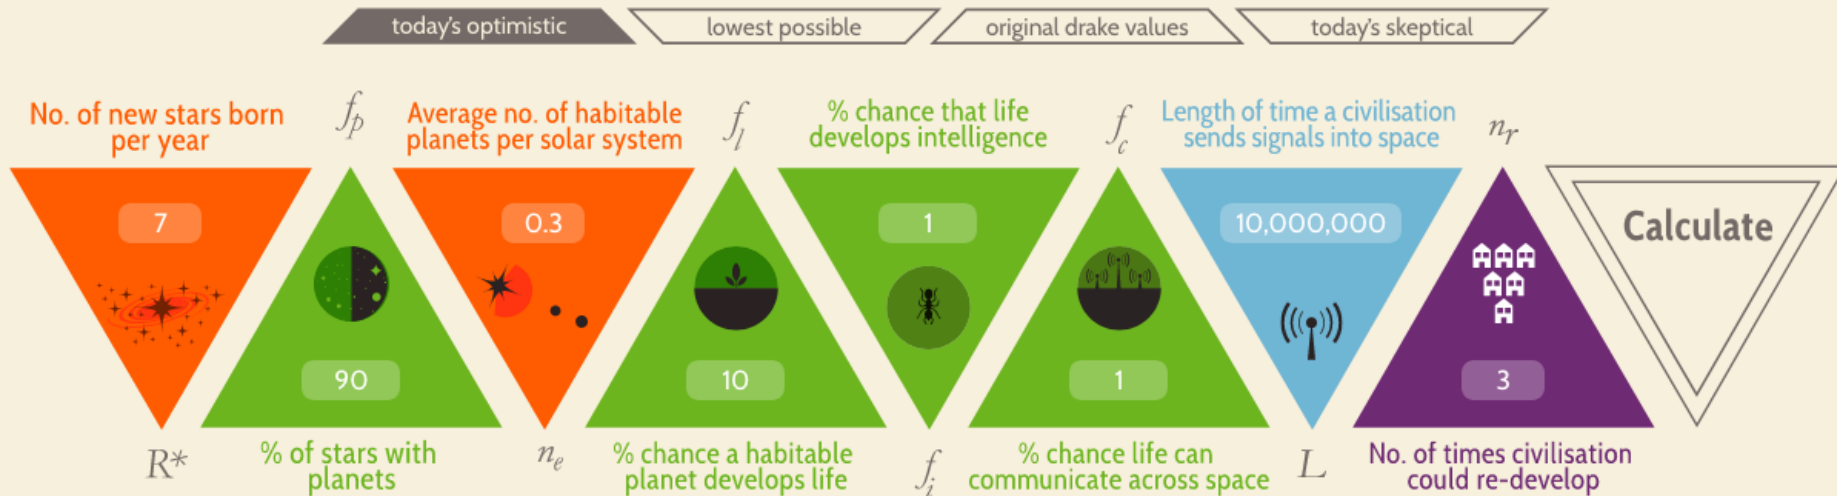 today's optimistic
lowest possible
original drake values
today's skeptical
No. of new stars born
per year
7
R*
fp
90
% of stars with
planets
Average no. of habitable
planets per solar system
0.3
ne
fl
10
% chance a habitable
planet develops life
% chance that life
develops intelligence
1
fi
fc
1
% chance life can
communicate across space
Length of time a civilisation
sends signals into space
10,000,000
L
nr
3
No. of times civilisation
could re-develop
Calculate